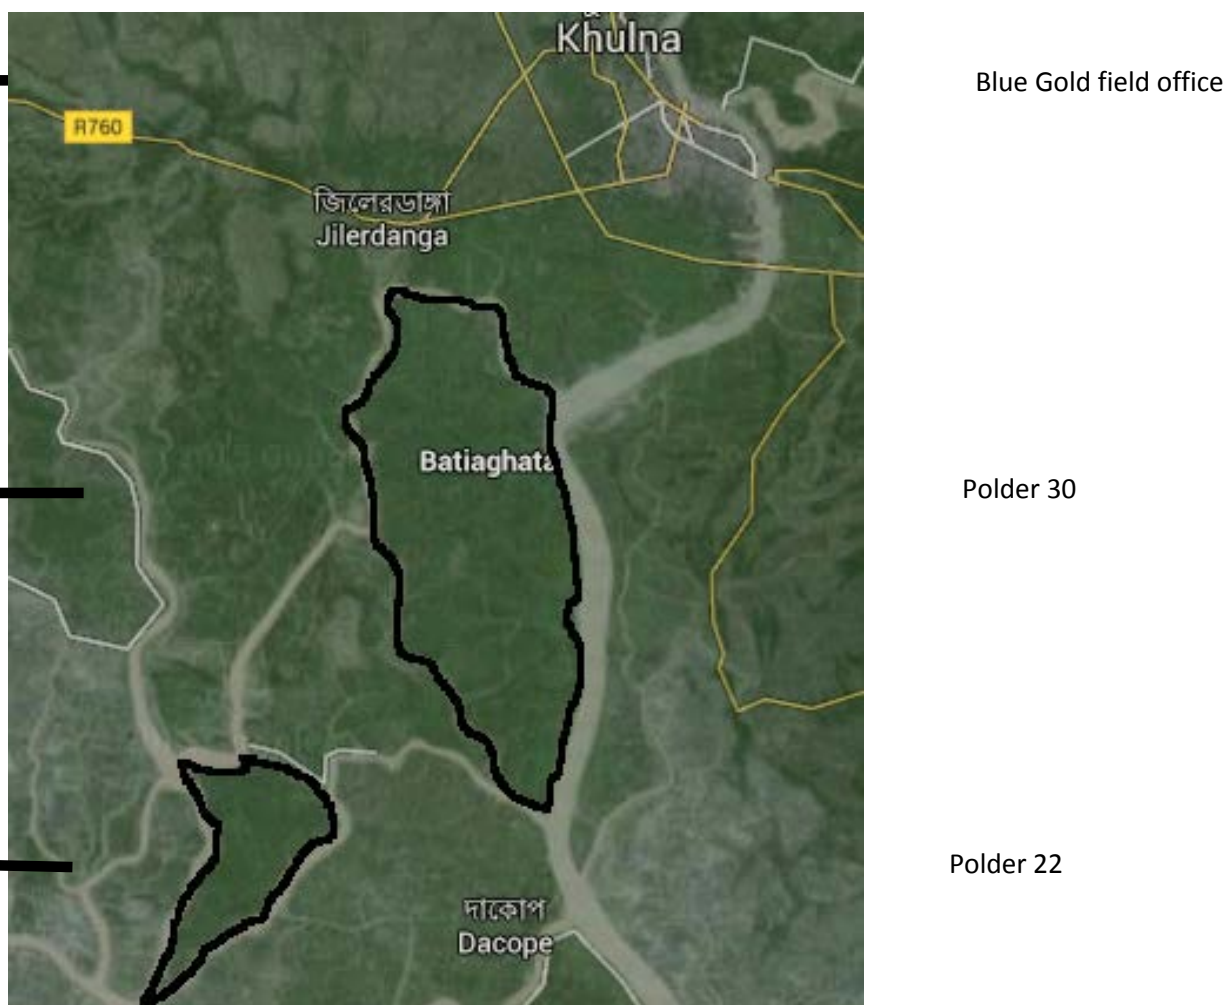 Khulna
Blue Gold field office
R760
জিলেরডাঙ্গা
Jilerdanga
Batiaghata
Polder 30
Polder 22
দাকোপ
Dacope